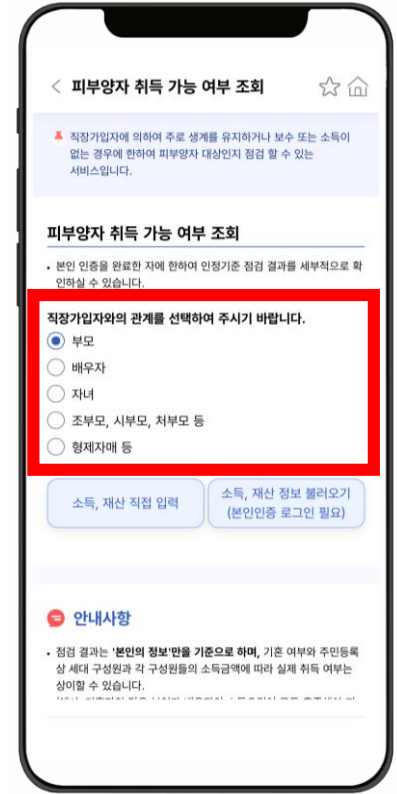 피부양자 취득 가능 여부 조회
직장가입자에 의하여 주로 생계를 유지하거나 보수 또는 소득이
없는 경우에 한하여 피부양자 대상인지 점검 할 수 있는
서비스입니다.
피부양자 취득 가능 여부 조회
• 본인 인증을 완료한 자에 한하여 인정기준 점검 결과를 세부적으로 확
인하실 수 있습니다.
직장가입자와의 관계를 선택하여 주시기 바랍니다.
부모
배우자
자녀
조부모, 시부모, 처부모 등
형제자매 등
소득, 재산 직접 입력
소득, 재산 정보 불러오기
(본인인증 로그인 필요)
안내사항
• 점검 결과는 '본인의 정보'만을 기준으로 하며, 기혼 여부와 주민등록
상 세대 구성원과 각 구성원들의 소득금액에 따라 실제 취득 여부는
상이할 수 있습니다.